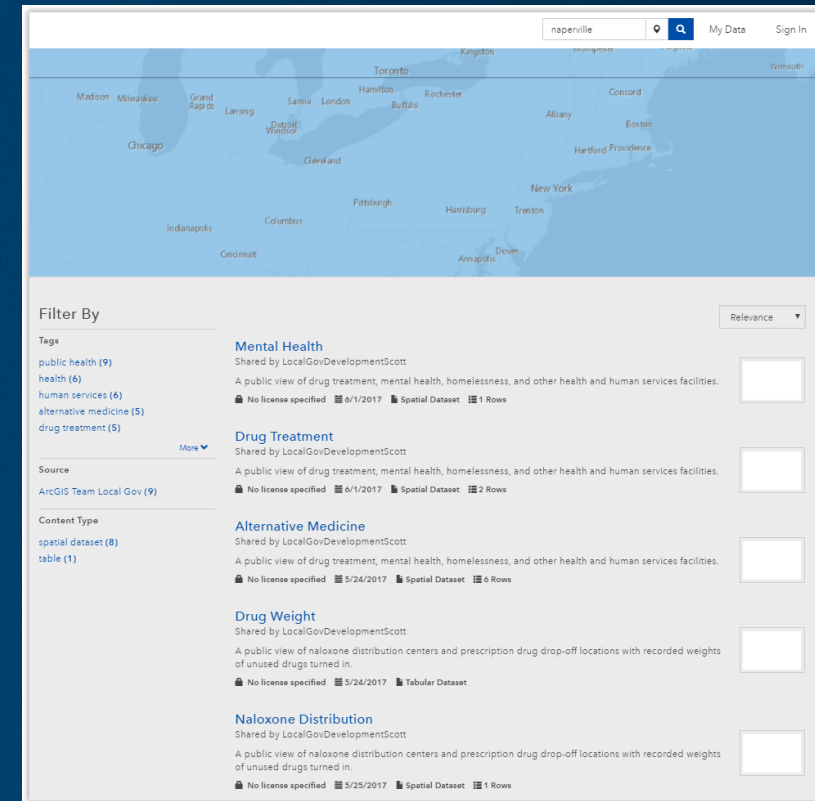 naperville My Data Sign In
Kingston
Toronto Yarmouth
Madison Milwaukee Grand Rapids Lansing Sarnia London Hamilton Buffalo Rochester Concord
Albany
Detroit Boston
Windsor
Chicago Hartford Providence
Cleveland
New York
Pittsburgh Harrisburg Trenton
Columbus
Indianapolis
Dover
Cincinnati Annapolis
Filter By
Relevance
Tags
public health (9)
health (6)
human services (6)
alternative medicine (5)
drug treatment (5)
More
Source
ArcGIS Team Local Gov (9)
Content Type
spatial dataset (8)
table (1)
Mental Health
Shared by LocalGovDevelopmentScott
A public view of drug treatment, mental health, homelessness, and other health and human services facilities.
No license specified 6/1/2017 Spatial Dataset 1 Rows
Drug Treatment
Shared by LocalGovDevelopmentScott
A public view of drug treatment, mental health, homelessness, and other health and human services facilities.
No license specified 6/1/2017 Spatial Dataset 2 Rows
Alternative Medicine
Shared by LocalGovDevelopmentScott
A public view of drug treatment, mental health, homelessness, and other health and human services facilities.
No license specified 5/24/2017 Spatial Dataset 6 Rows
Drug Weight
Shared by LocalGovDevelopmentScott
A public view of naloxone distribution centers and prescription drug drop-off locations with recorded weights
of unused drugs turned in.
No license specified 5/24/2017 Tabular Dataset
Naloxone Distribution
Shared by LocalGovDevelopmentScott
A public view of naloxone distribution centers and prescription drug drop-off locations with recorded weights
of unused drugs turned in.
No license specified 5/25/2017 Spatial Dataset 1 Rows